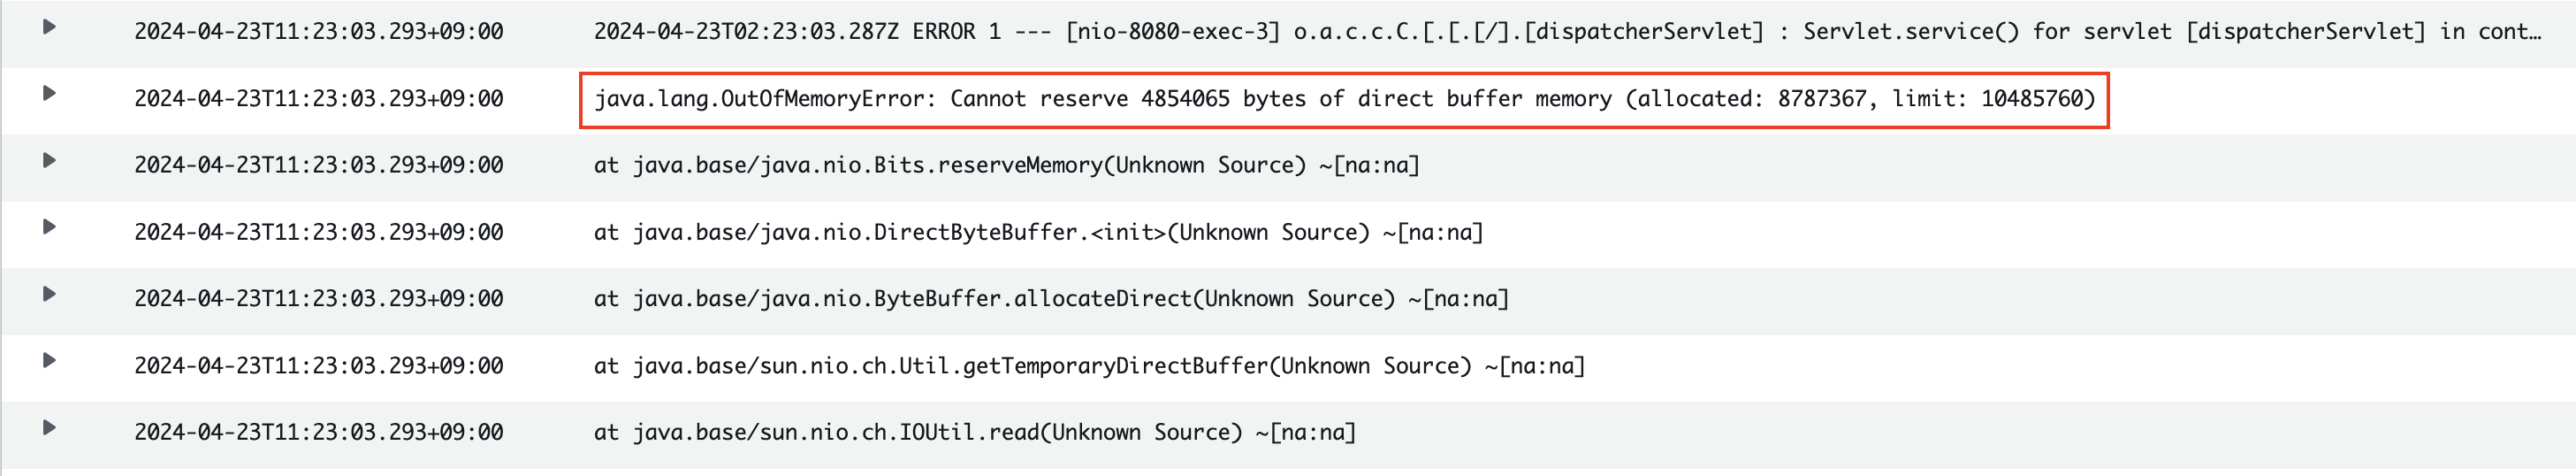 2024-04-23T11:23:03.293+09:00 2024-04-23T02:23:03.287Z ERROR 1 --- [nio-8080-exec-3] o.a.c.c.C.[.[.[/].[dispatcherServlet] : Servlet.service() for servlet [dispatcherServlet] in cont…
2024-04-23T11:23:03.293+09:00 java.lang.OutOfMemoryError: Cannot reserve 4854065 bytes of direct buffer memory (allocated: 8787367, limit: 10485760)
2024-04-23T11:23:03.293+09:00 at java.base/java.nio.Bits.reserveMemory(Unknown Source) ~[na:na]
2024-04-23T11:23:03.293+09:00 at java.base/java.nio.DirectByteBuffer.<init>(Unknown Source) ~[na:na]
2024-04-23T11:23:03.293+09:00 at java.base/java.nio.ByteBuffer.allocateDirect(Unknown Source) ~[na:na]
2024-04-23T11:23:03.293+09:00 at java.base/sun.nio.ch.Util.getTemporaryDirectBuffer(Unknown Source) ~[na:na]
2024-04-23T11:23:03.293+09:00 at java.base/sun.nio.ch.IOUtil.read(Unknown Source) ~[na:na]